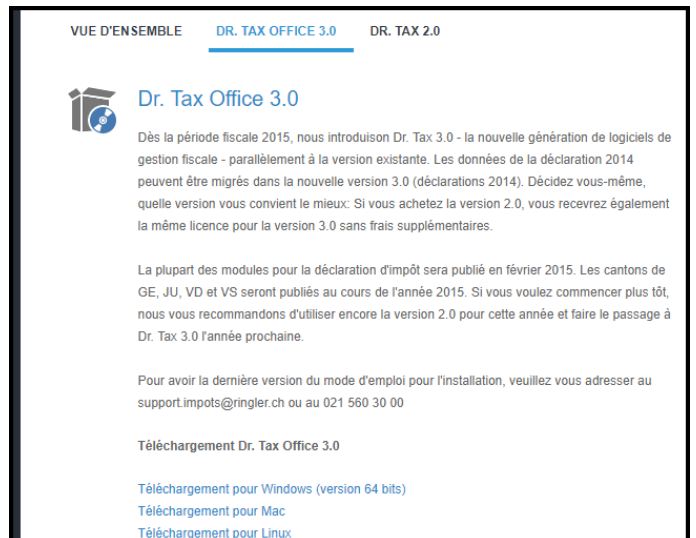 VUE D'ENSEMBLE DR. TAX OFFICE 3.0 DR. TAX 2.0
Dr. Tax Office 3.0
Dès la période fiscale 2015, nous introduison Dr. Tax 3.0 - la nouvelle génération de logiciels de
gestion fiscale - parallèlement à la version existante. Les données de la déclaration 2014
peuvent être migrés dans la nouvelle version 3.0 (déclarations 2014). Décidez vous-même,
quelle version vous convient le mieux: Si vous achetez la version 2.0, vous recevrez également
la même licence pour la version 3.0 sans frais supplémentaires.
La plupart des modules pour la déclaration d'impôt sera publié en février 2015. Les cantons de
GE, JU, VD et VS seront publiés au cours de l'année 2015. Si vous voulez commencer plus tôt,
nous vous recommandons d'utiliser encore la version 2.0 pour cette année et faire le passage à
Dr. Tax 3.0 l'année prochaine.
Pour avoir la dernière version du mode d'emploi pour l'installation, veuillez vous adresser au
support.impots@ringler.ch ou au 021 560 30 00
Téléchargement Dr. Tax Office 3.0
Téléchargement pour Windows (version 64 bits)
Téléchargement pour Mac
Téléchargement pour Linux